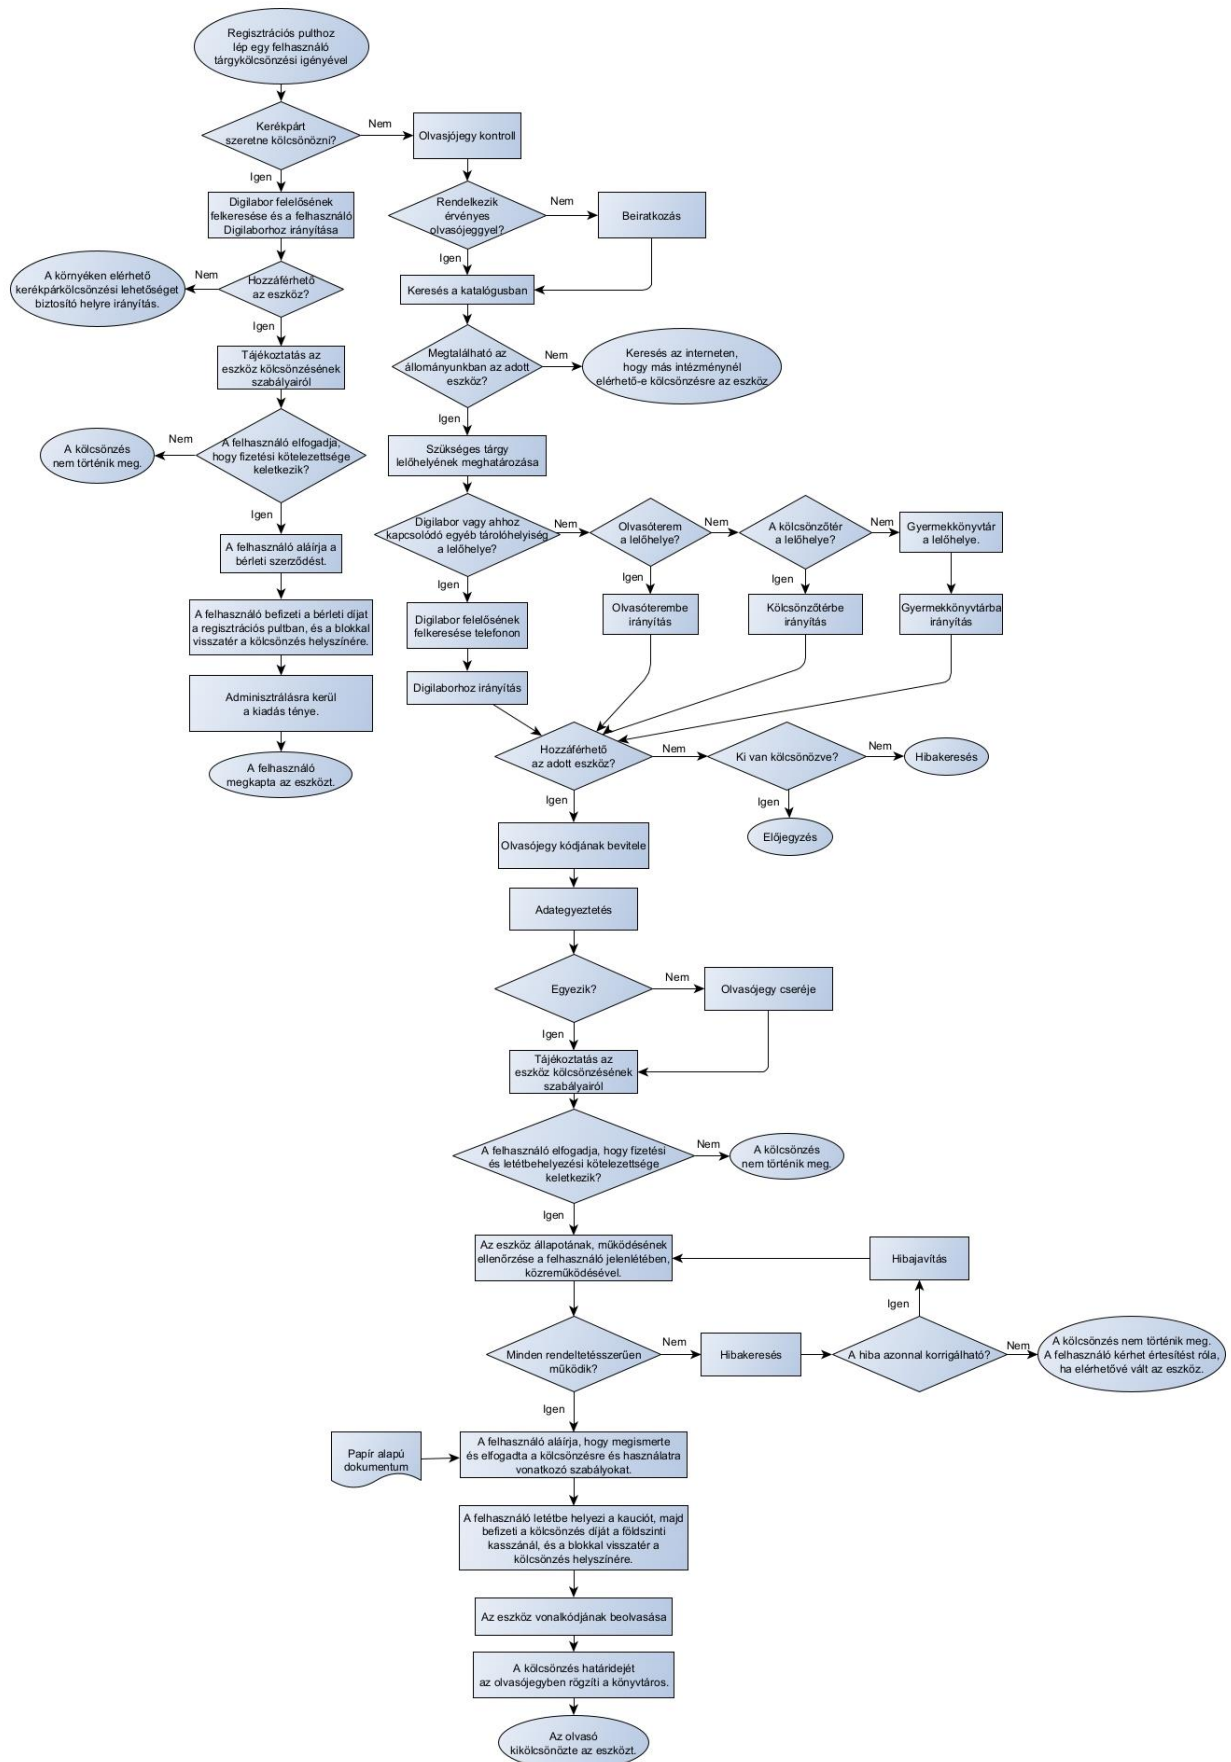 Regisztrációs pulthoz
lép egy felhasználó
tárgykölcsönzési igényével
Kerékpárt
szeretne kölcsönözni?
Nem
Olvasjójegy kontroll
Igen
Digilabor felelősének
felkeresése és a felhasználó
Digilaborhoz irányítása
Rendelkezik
érvényes
olvasójeggyel?
Nem
Beiratkozás
Igen
A környéken elérhető
kerékpárkölcsönzési lehetőséget
biztosító helyre irányítás.
Nem
Hozzáférhető
az eszköz?
Keresés a katalógusban
Igen
Tájékoztatás az
eszköz kölcsönzésének
szabályairól
Megtalálható az
állományunkban az adott
eszköz?
Nem
Keresés az interneten,
hogy más intézménynél
elérhető-e kölcsönzésre az eszköz
Igen
A kölcsönzés
nem történik meg.
Nem
A felhasználó elfogadja,
hogy fizetési kötelezettsége
keletkezik?
Szükséges tárgy
lelőhelyének meghatározása
Igen
A felhasználó aláírja a
bérleti szerződést.
Digilabor vagy ahhoz
kapcsolódó egyéb tárolóhelyiség
a lelőhelye?
Nem
Olvasóterem
a lelőhelye?
Nem
A kölcsönzőtér
a lelőhelye?
Nem
Gyermekkönyvtár
a lelőhelye.
Igen
Igen
Igen
A felhasználó befizeti a bérleti díjat
a regisztrációs pultban, és a blokkal
visszatér a kölcsönzés helyszínére.
Digilabor felelősének
felkeresése telefonon
Olvasóterembe
irányítás
Kölcsönzőtérbe
irányítás
Gyermekkönyvtárba
irányítás
Adminisztrálásra kerül
a kiadás ténye.
Digilaborhoz irányítás
A felhasználó
megkapta az eszközt.
Hozzáférhető
az adott eszköz?
Nem
Ki van kölcsönözve?
Nem
Hibakeresés
Igen
Igen
Előjegyzés
Olvasójegy kódjának bevitele
Adategyeztetés
Egyezik?
Nem
Olvasójegy cseréje
Igen
Tájékoztatás az
eszköz kölcsönzésének
szabályairól
A felhasználó elfogadja, hogy fizetési
és letétbehelyezési kötelezettsége
keletkezik?
Nem
A kölcsönzés
nem történik meg.
Igen
Az eszköz állapotának, működésének
ellenőrzése a felhasználó jelenlétében,
közreműködésével.
Hibajavítás
Igen
Minden rendeltetésszerűen
működik?
Nem
Hibakeresés
A hiba azonnal korrigálható?
Nem
A kölcsönzés nem történik meg.
A felhasználó kérhet értesítést róla,
ha elérhetővé vált az eszköz.
Igen
Papír alapú
dokumentum
A felhasználó aláírja, hogy megismerte
és elfogadta a kölcsönzésre és használatra
vonatkozó szabályokat.
A felhasználó letétbe helyezi a kauciót, majd
befizeti a kölcsönzés díját a földszinti
kasszánál, és a blokkal visszatér a
kölcsönzés helyszínére.
Az eszköz vonalkódjának beolvasása
A kölcsönzés határidejét
az olvasójegyben rögzíti a könyvtáros.
Az olvasó
kikölcsönözte az eszközt.